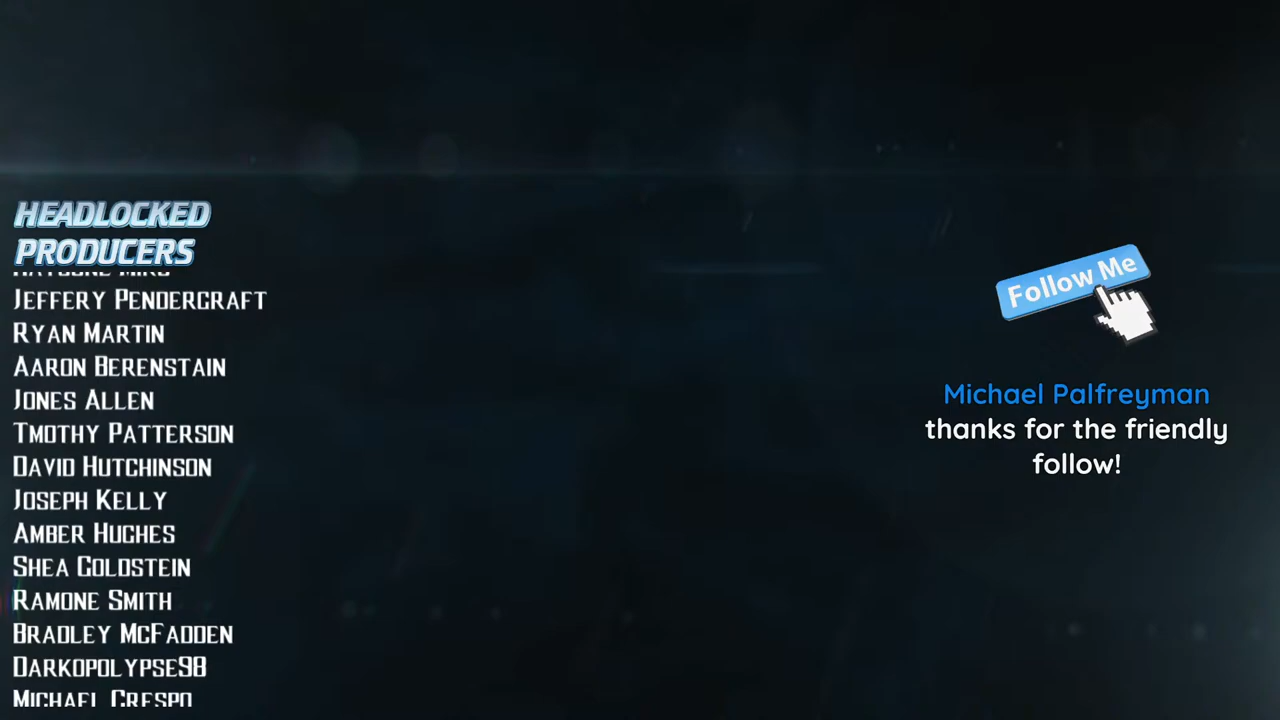 HEADLOCKED
PRODUCERS
JEFFERY PENDERGRAFT
RYAN MARTIN
AARON BERENSTAIN
JONES ALLEN
TMOTHY PATTERSON
DAVID HUTCHINSON
JOSEPH KELLY
AMBER HUGHES
SHEA GOLDSTEIN
RAMONE SMITH
BRADLEY MCFADDEN
DARKOPOLYPSE98
MICHAEL CRESPO
Follow Me
Michael Palfreyman
thanks for the friendly
follow!